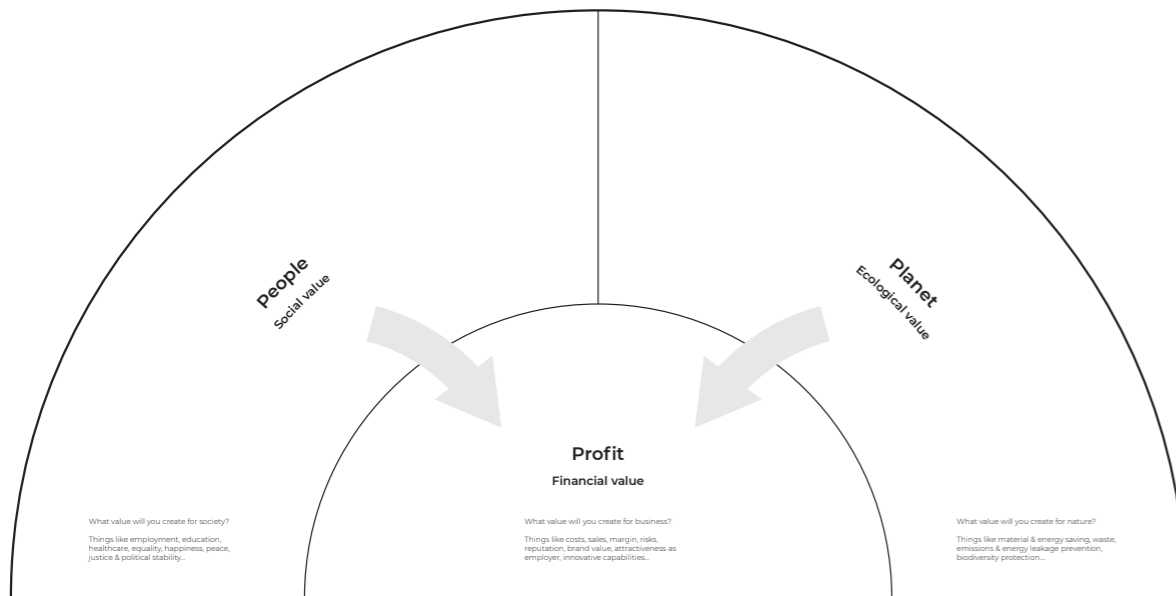 People
Social value
Planet
Ecological value
Profit
Financial value
What value will you create for society?
Things like employment, education,
healthcare, equality, happiness, peace,
justice & political stability...
What value will you create for business?
Things like costs, sales, margin, risks,
reputation, brand value, attractiveness as
employer, innovative capabilities...
What value will you create for nature?
Things like material & energy saving, waste,
emissions & energy leakage prevention,
biodiversity protection....